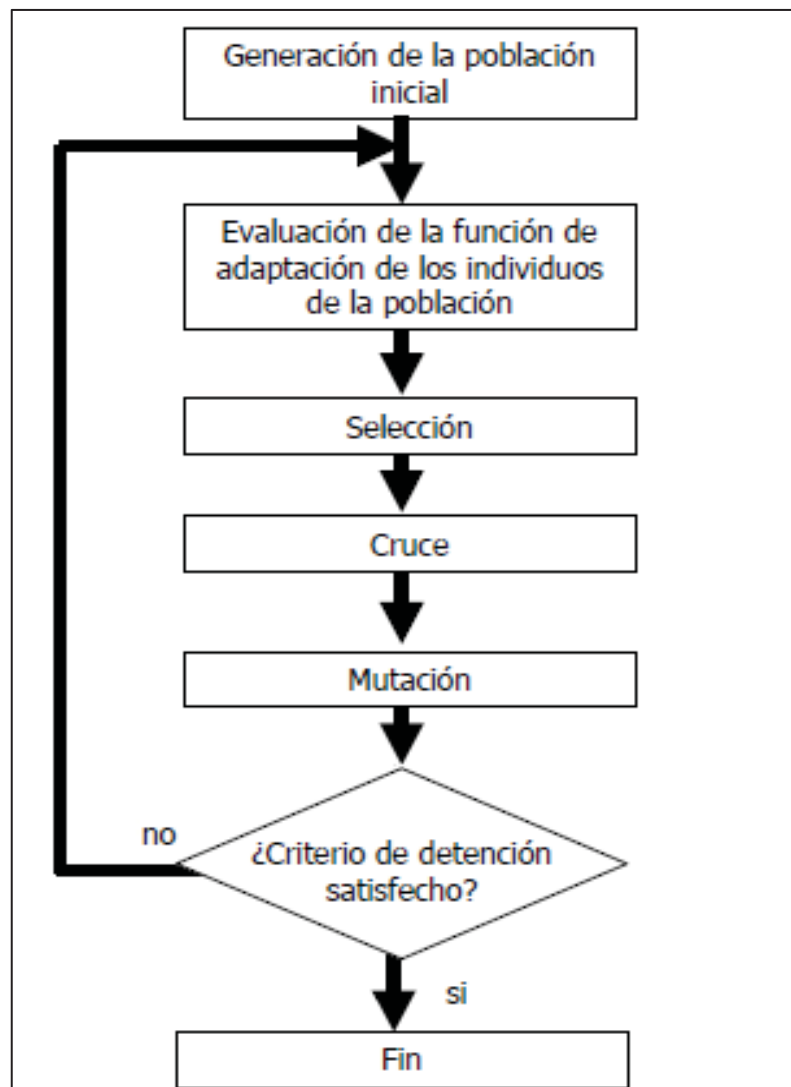 Generación de la población
inicial
Evaluación de la función de
adaptación de los individuos
de la población
Selección
Cruce
Mutación
no
¿Criterio de detención
satisfecho?
si
Fin